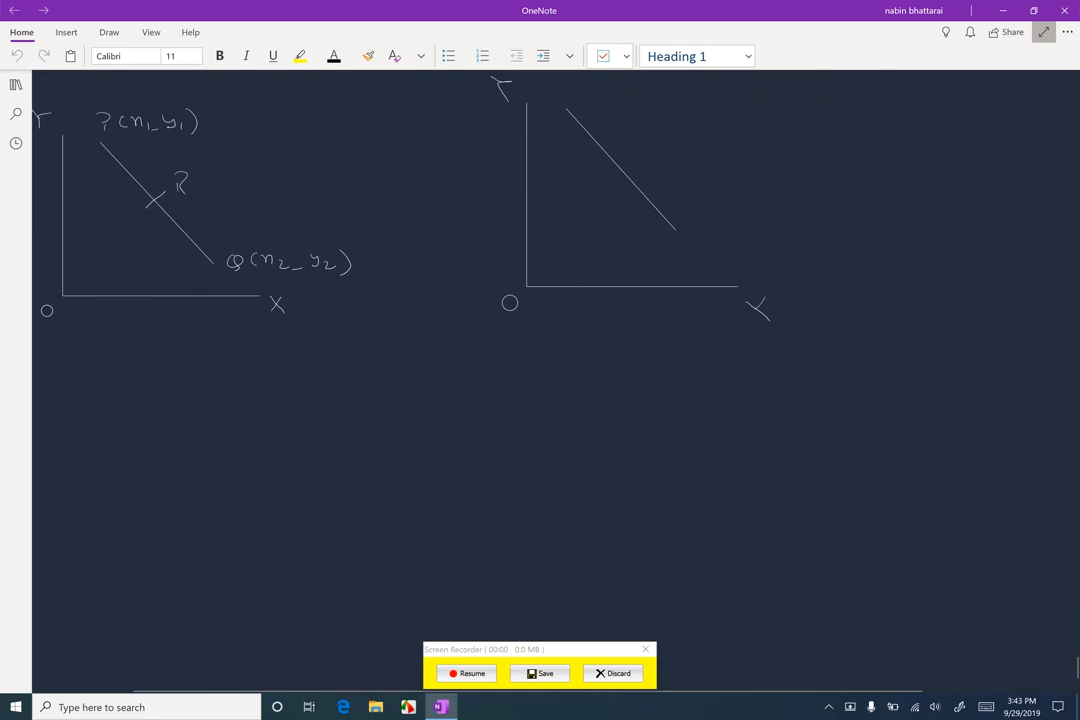 OneNote
nabin bhattarai
Home Insert Draw View Help
Share
Calibri 11 B I U A Heading 1
Y
P(x1, y1)
R
Q(x2, y2)
O
X
Y
O
X
Screen Recorder ( 00:00 0.0 MB )
Resume Save Discard
Type here to search
3:43 PM
9/29/2019